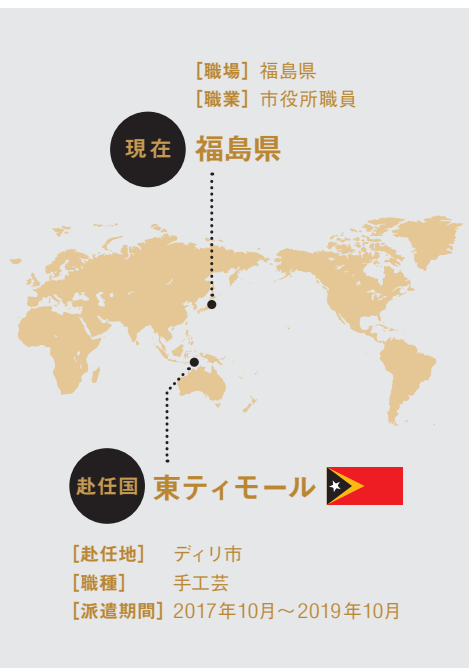 ［職場］ 福島県
［職業］ 市役所職員
現在 福島県
赴任国 東ティモール
［赴任地］ ディリ市
［職種］ 手工芸
［派遣期間］ 2017年10月～2019年10月